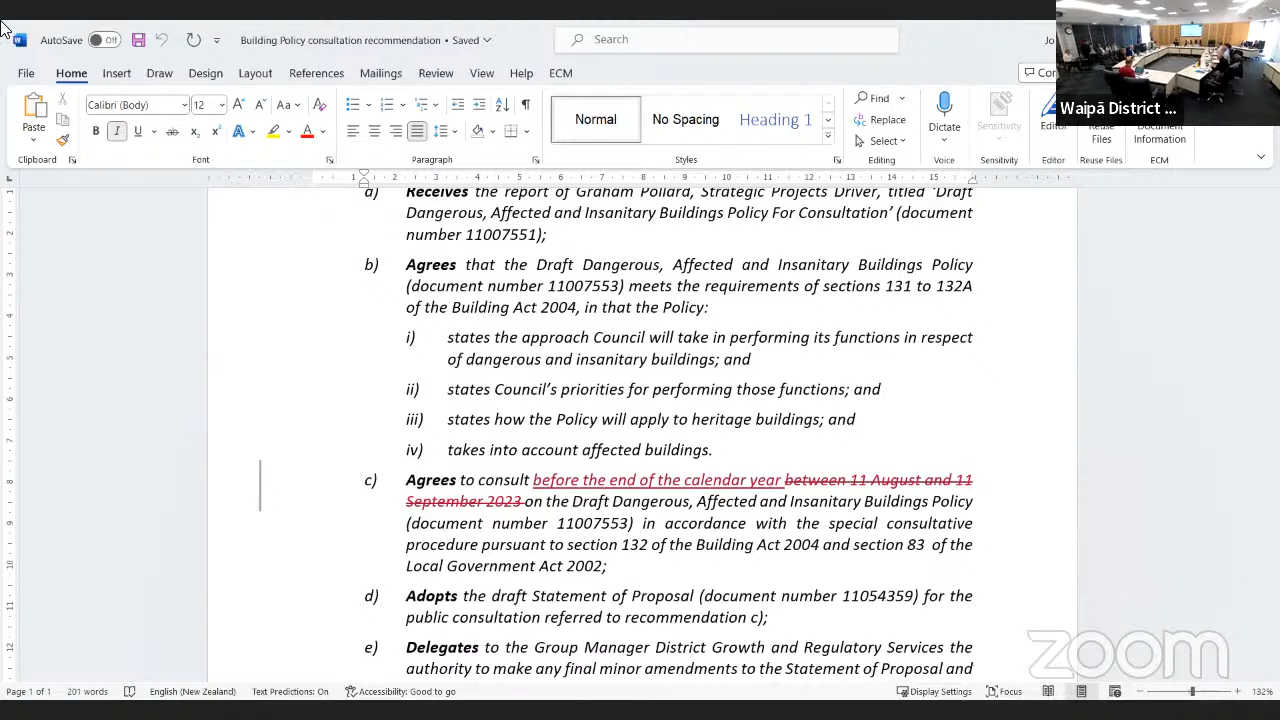 AutoSave Off Building Policy consultation recommendation • Saved Search Jo
File Home Insert Draw Design Layout References Mailings Review View Help ECM
Waipā District ...
Paste Calibri (Body) 12 Aa Normal No Spacing Heading 1 Find Replace Select Dictate Sensitivity Editor Reuse Files Document Information
Clipboard Font Paragraph Styles Editing Voice Sensitivity Editor Reuse Files ECM
a) Receives the report of Graham Pollard, Strategic Projects Driver, titled ‘Draft
Dangerous, Affected and Insanitary Buildings Policy For Consultation’ (document
number 11007551);
b) Agrees that the Draft Dangerous, Affected and Insanitary Buildings Policy
(document number 11007553) meets the requirements of sections 131 to 132A
of the Building Act 2004, in that the Policy:
i) states the approach Council will take in performing its functions in respect
of dangerous and insanitary buildings; and
ii) states Council’s priorities for performing those functions; and
iii) states how the Policy will apply to heritage buildings; and
iv) takes into account affected buildings.
c) Agrees to consult before the end of the calendar year between 11 August and 11
September 2023 on the Draft Dangerous, Affected and Insanitary Buildings Policy
(document number 11007553) in accordance with the special consultative
procedure pursuant to section 132 of the Building Act 2004 and section 83 of the
Local Government Act 2002;
d) Adopts the draft Statement of Proposal (document number 11054359) for the
public consultation referred to recommendation c);
e) Delegates to the Group Manager District Growth and Regulatory Services the
authority to make any final minor amendments to the Statement of Proposal and
zoom
Page 1 of 1 201 words English (New Zealand) Text Predictions: On Accessibility: Good to go Display Settings Focus 132%